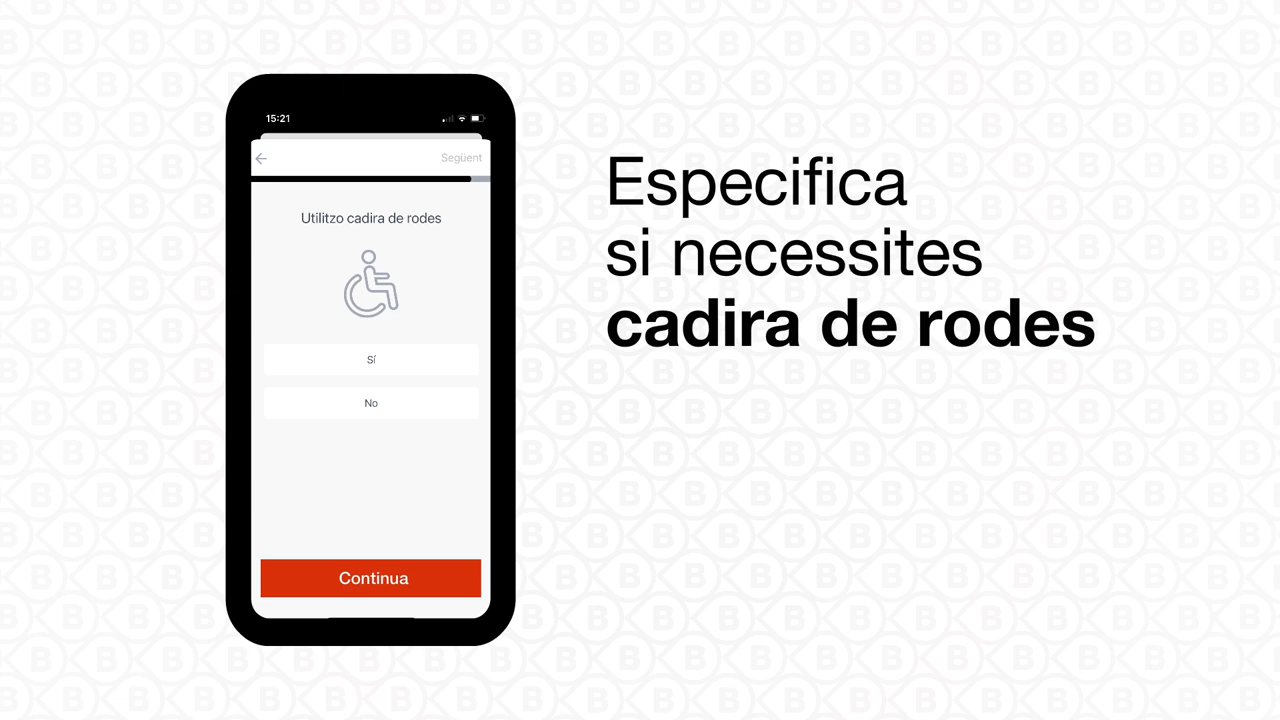 15:21
Següent
Utilitzo cadira de rodes
Sí
No
Continua
Especifica
si necessites
cadira de rodes